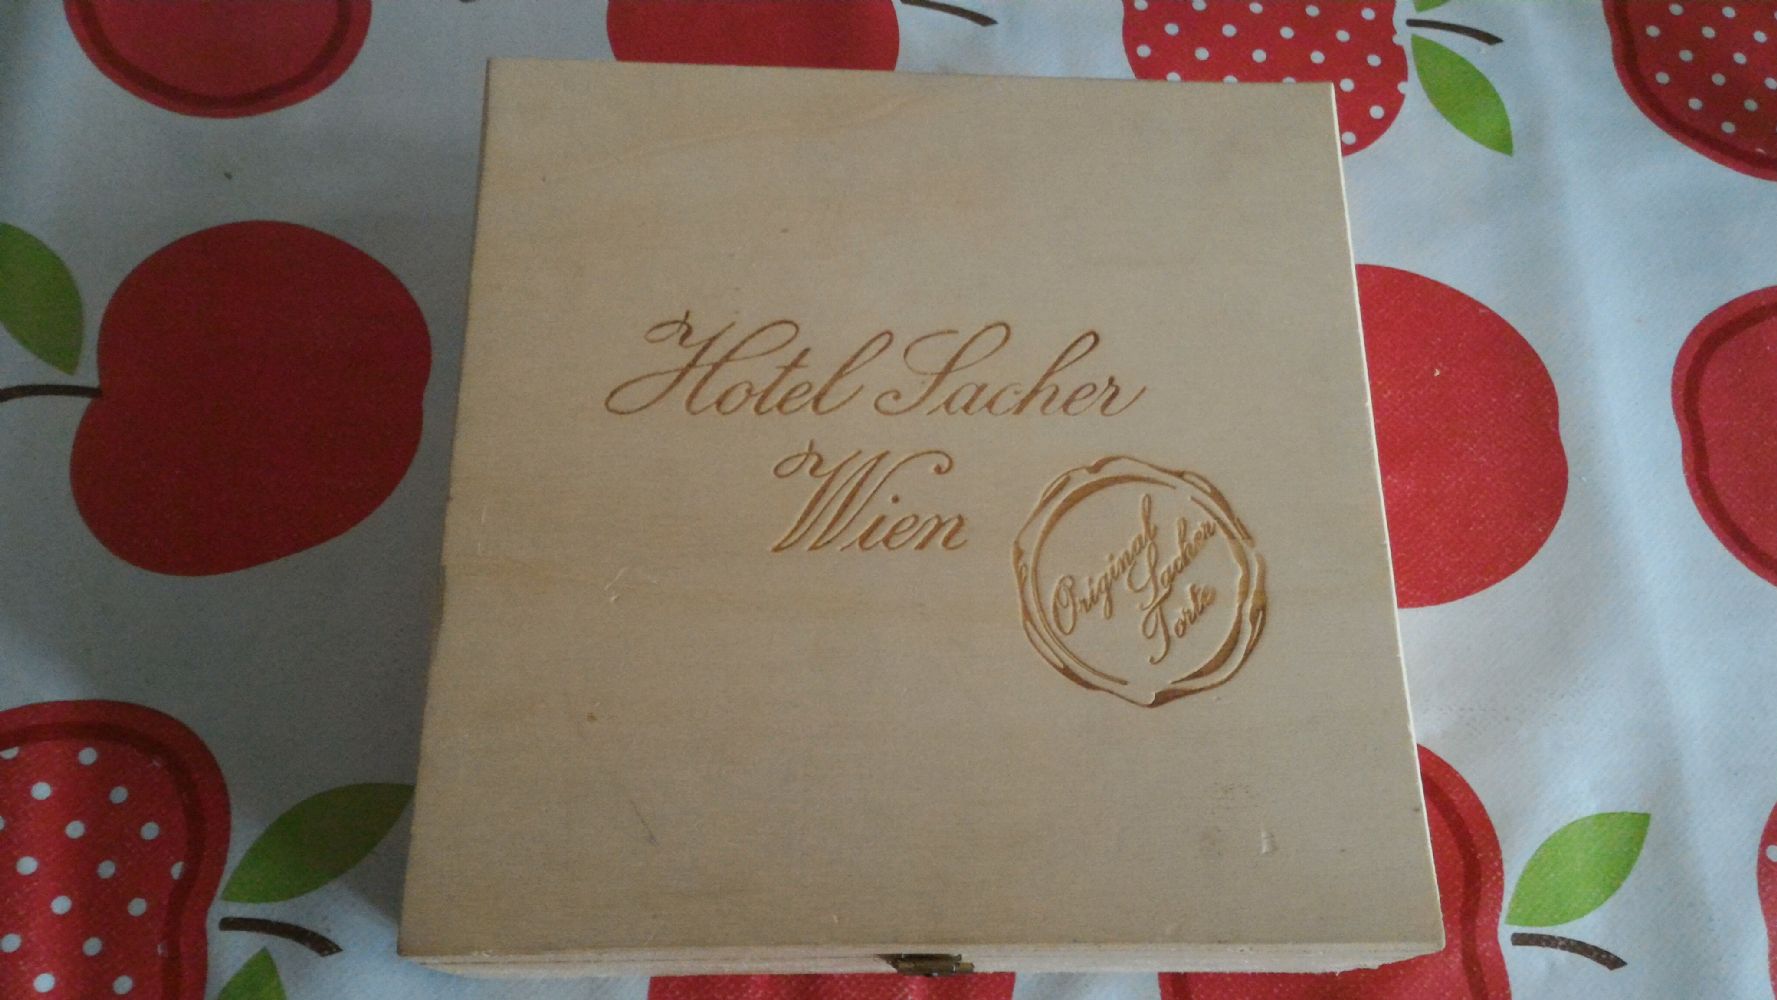 Hotel Sacher
Wien
Original
Sacher
Torte